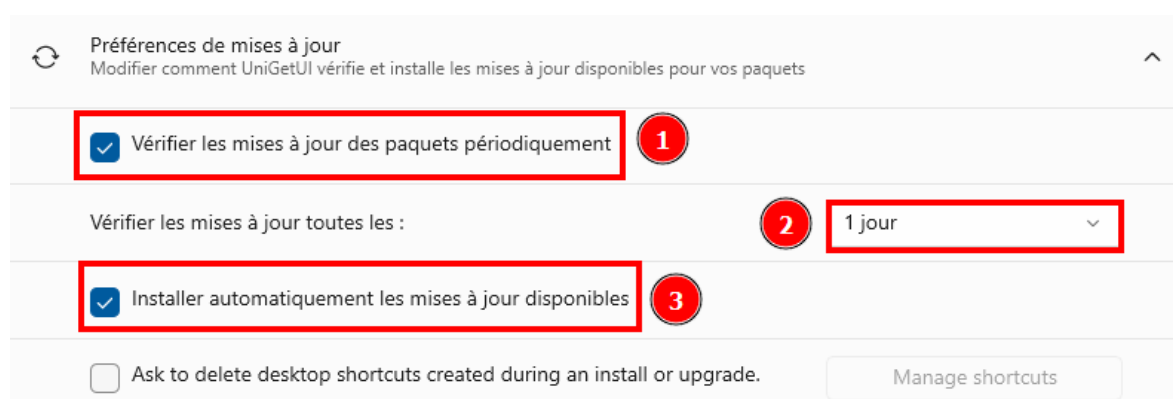 Préférences de mises à jour
Modifier comment UniGetUI vérifie et installe les mises à jour disponibles pour vos paquets
Vérifier les mises à jour des paquets périodiquement
1
Vérifier les mises à jour toutes les :
2
1 jour
Installer automatiquement les mises à jour disponibles
3
Ask to delete desktop shortcuts created during an install or upgrade.
Manage shortcuts